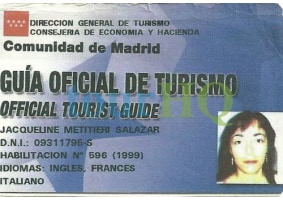 DIRECCION GENERAL DE TURISMO
CONSEJERIA DE ECONOMIA Y HACIENDA
Comunidad de Madrid
GUÍA OFICIAL DE TURISMO
OFFICIAL TOURIST GUIDE
JACQUELINE METITIERI SALAZAR
D.N.I.: 09311795-S
HABILITACION Nº 596 (1999)
IDIOMAS: INGLES, FRANCES
ITALIANO